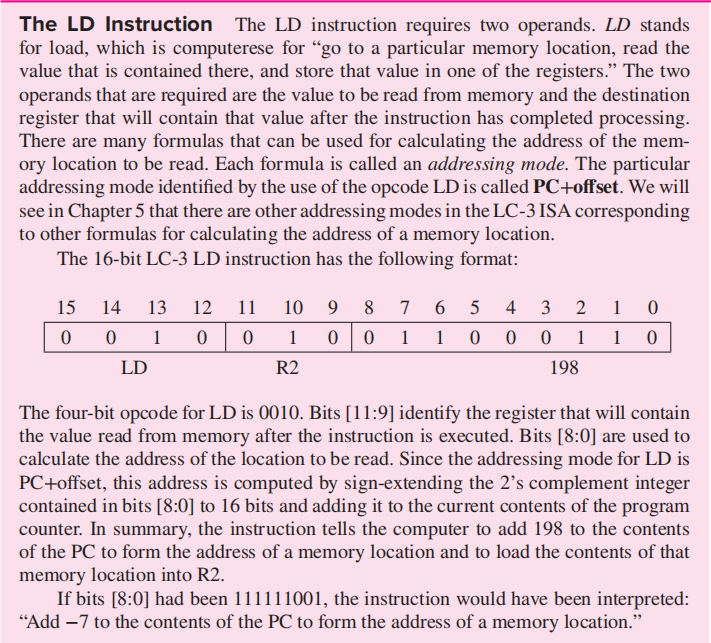 The LD Instruction The LD instruction requires two operands. LD stands
for load, which is computerese for “go to a particular memory location, read the
value that is contained there, and store that value in one of the registers.” The two
operands that are required are the value to be read from memory and the destination
register that will contain that value after the instruction has completed processing.
There are many formulas that can be used for calculating the address of the mem-
ory location to be read. Each formula is called an addressing mode. The particular
addressing mode identified by the use of the opcode LD is called PC+offset. We will
see in Chapter 5 that there are other addressing modes in the LC-3 ISA corresponding
to other formulas for calculating the address of a memory location.
The 16-bit LC-3 LD instruction has the following format:
15 14 13 12 11 10 9 8 7 6 5 4 3 2 1 0
0 0 1 0 0 1 0 0 1 1 0 0 0 1 1 0
LD R2 198
The four-bit opcode for LD is 0010. Bits [11:9] identify the register that will contain
the value read from memory after the instruction is executed. Bits [8:0] are used to
calculate the address of the location to be read. Since the addressing mode for LD is
PC+offset, this address is computed by sign-extending the 2’s complement integer
contained in bits [8:0] to 16 bits and adding it to the current contents of the program
counter. In summary, the instruction tells the computer to add 198 to the contents
of the PC to form the address of a memory location and to load the contents of that
memory location into R2.
If bits [8:0] had been 111111001, the instruction would have been interpreted:
“Add −7 to the contents of the PC to form the address of a memory location.”